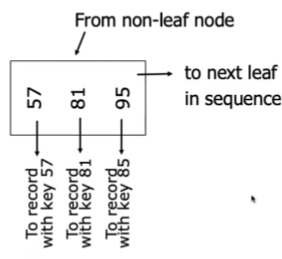 From non-leaf node
to next leaf
in sequence
57
81
95
To record
with key 57
To record
with key 81
To record
with key 85